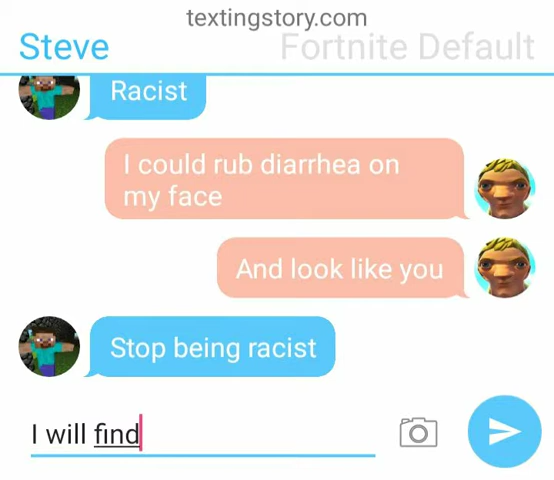 textingstory.com
Steve
Fortnite Default
Racist
I could rub diarrhea on
my face
And look like you
Stop being racist
I will find